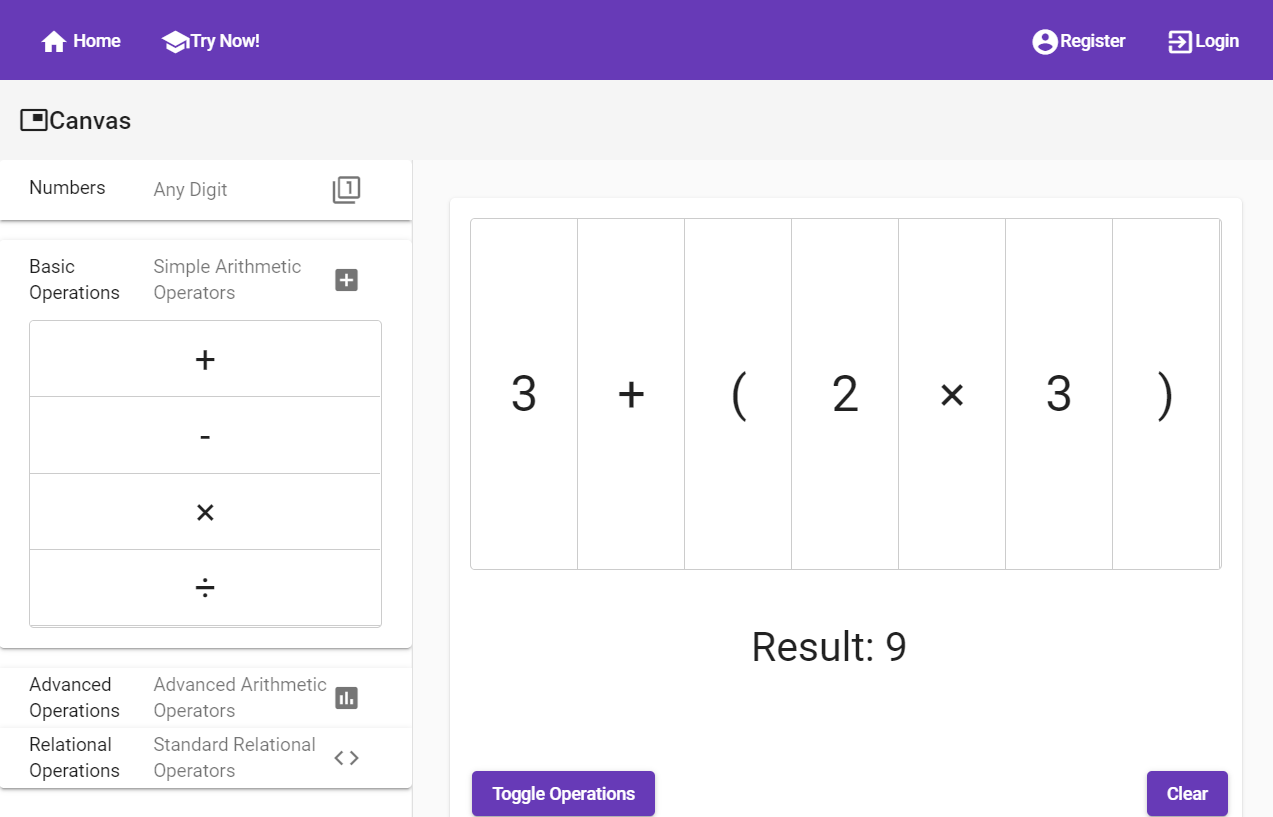 Home Try Now! Register Login
Canvas
Numbers Any Digit 1
Basic Operations Simple Arithmetic Operators
+
-
×
÷
Advanced Operations Advanced Arithmetic Operators
Relational Operations Standard Relational Operators
3 + ( 2 × 3 )
Result: 9
Toggle Operations Clear